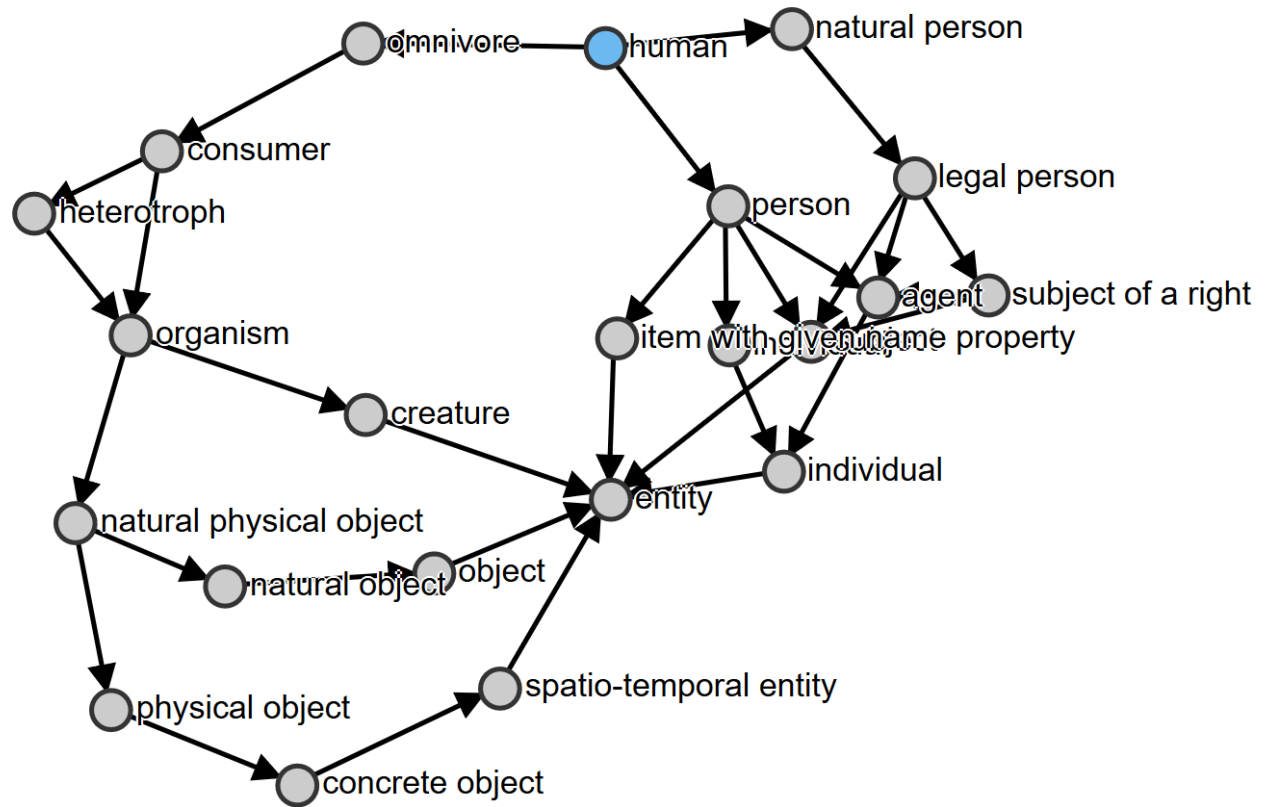 omnivore
human
natural person
consumer
legal person
heterotroph
person
agent
subject of a right
organism
item with given name property
creature
individual
entity
natural physical object
object
natural object
spatio-temporal entity
physical object
concrete object